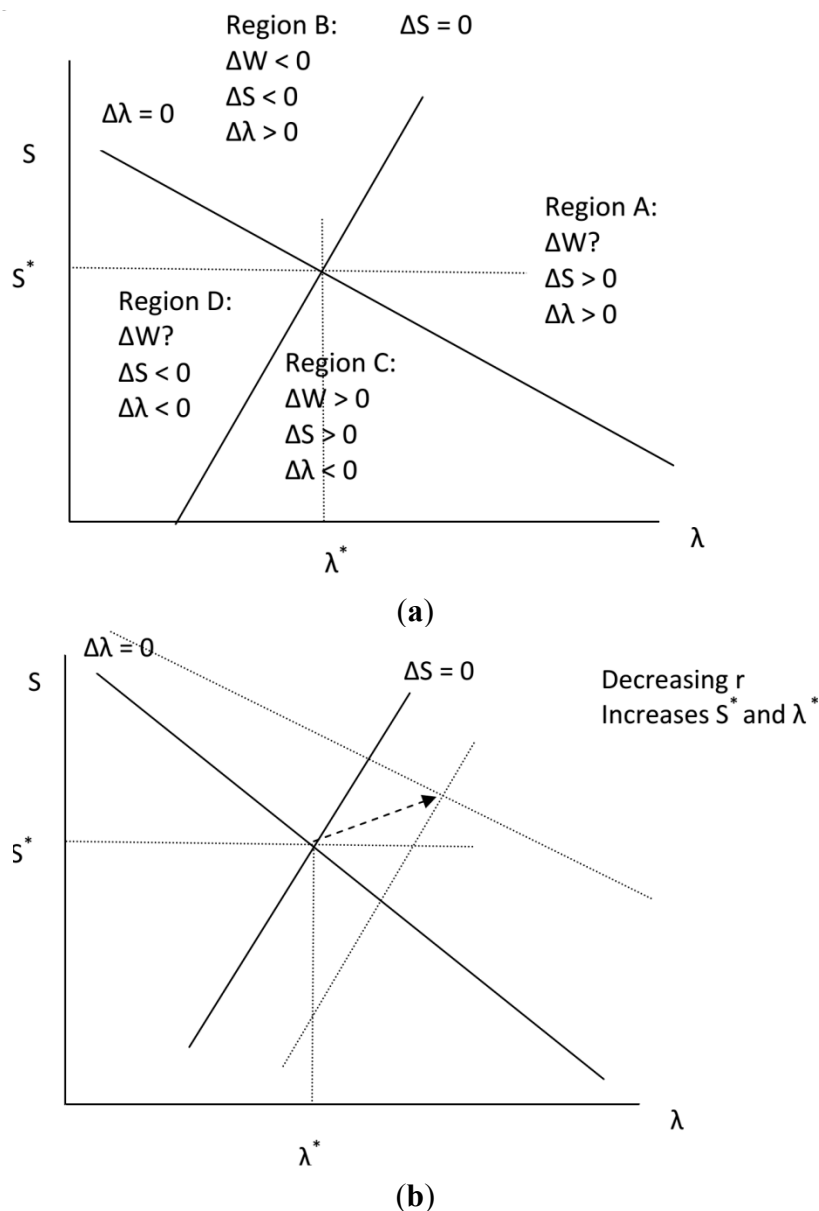 Region B:
ΔW < 0
ΔS < 0
Δλ > 0
ΔS = 0
Δλ = 0
S
Region A:
ΔW?
ΔS > 0
Δλ > 0
S*
Region D:
ΔW?
ΔS < 0
Δλ < 0
Region C:
ΔW > 0
ΔS > 0
Δλ < 0
λ
λ*
(a)
Δλ = 0
ΔS = 0
S
Decreasing r
Increases S* and λ*
S*
λ
λ*
(b)